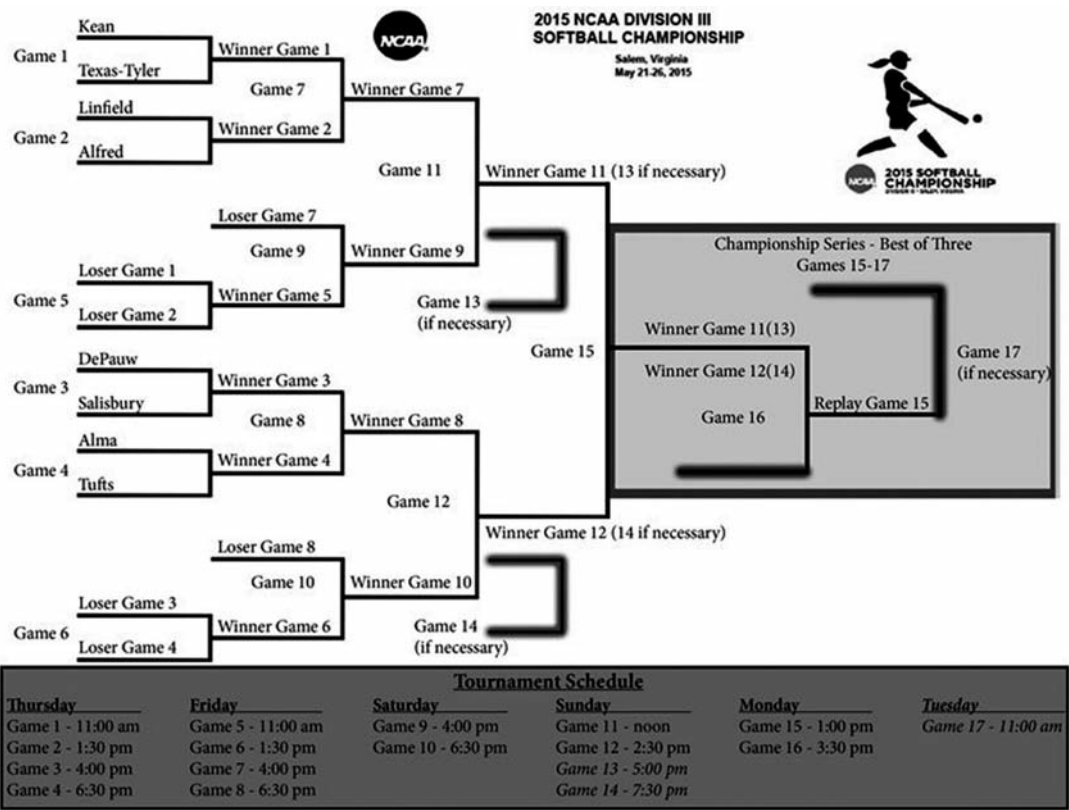 2015 NCAA DIVISION III
SOFTBALL CHAMPIONSHIP
Salem, Virginia
May 21-26, 2015
NCAA
NCAA
2015 SOFTBALL
CHAMPIONSHIP
Kean
Game 1
Texas-Tyler
Winner Game 1
Game 7
Linfield
Game 2
Alfred
Winner Game 2
Winner Game 7
Game 11
Winner Game 11 (13 if necessary)
Loser Game 7
Game 9
Winner Game 9
Loser Game 1
Game 5
Loser Game 2
Winner Game 5
Game 13
(if necessary)
Game 15
DePauw
Game 3
Salisbury
Winner Game 3
Game 8
Winner Game 8
Alma
Game 4
Tufts
Winner Game 4
Game 12
Winner Game 12 (14 if necessary)
Loser Game 8
Game 10
Winner Game 10
Loser Game 3
Game 6
Loser Game 4
Winner Game 6
Game 14
(if necessary)
Championship Series - Best of Three
Games 15-17
Winner Game 11(13)
Winner Game 12(14)
Game 16
Replay Game 15
Game 17
(if necessary)
Tournament Schedule
Thursday
Game 1 - 11:00 am
Game 2 - 1:30 pm
Game 3 - 4:00 pm
Game 4 - 6:30 pm
Friday
Game 5 - 11:00 am
Game 6 - 1:30 pm
Game 7 - 4:00 pm
Game 8 - 6:30 pm
Saturday
Game 9 - 4:00 pm
Game 10 - 6:30 pm
Sunday
Game 11 - noon
Game 12 - 2:30 pm
Game 13 - 5:00 pm
Game 14 - 7:30 pm
Monday
Game 15 - 1:00 pm
Game 16 - 3:30 pm
Tuesday
Game 17 - 11:00 am